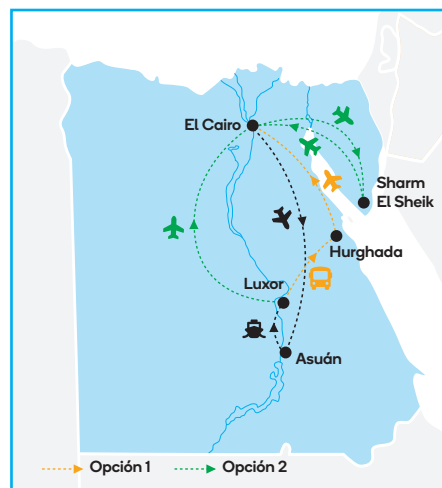 El Cairo
Sharm
El Sheik
Hurghada
Luxor
Asuán
Opción 1
Opción 2